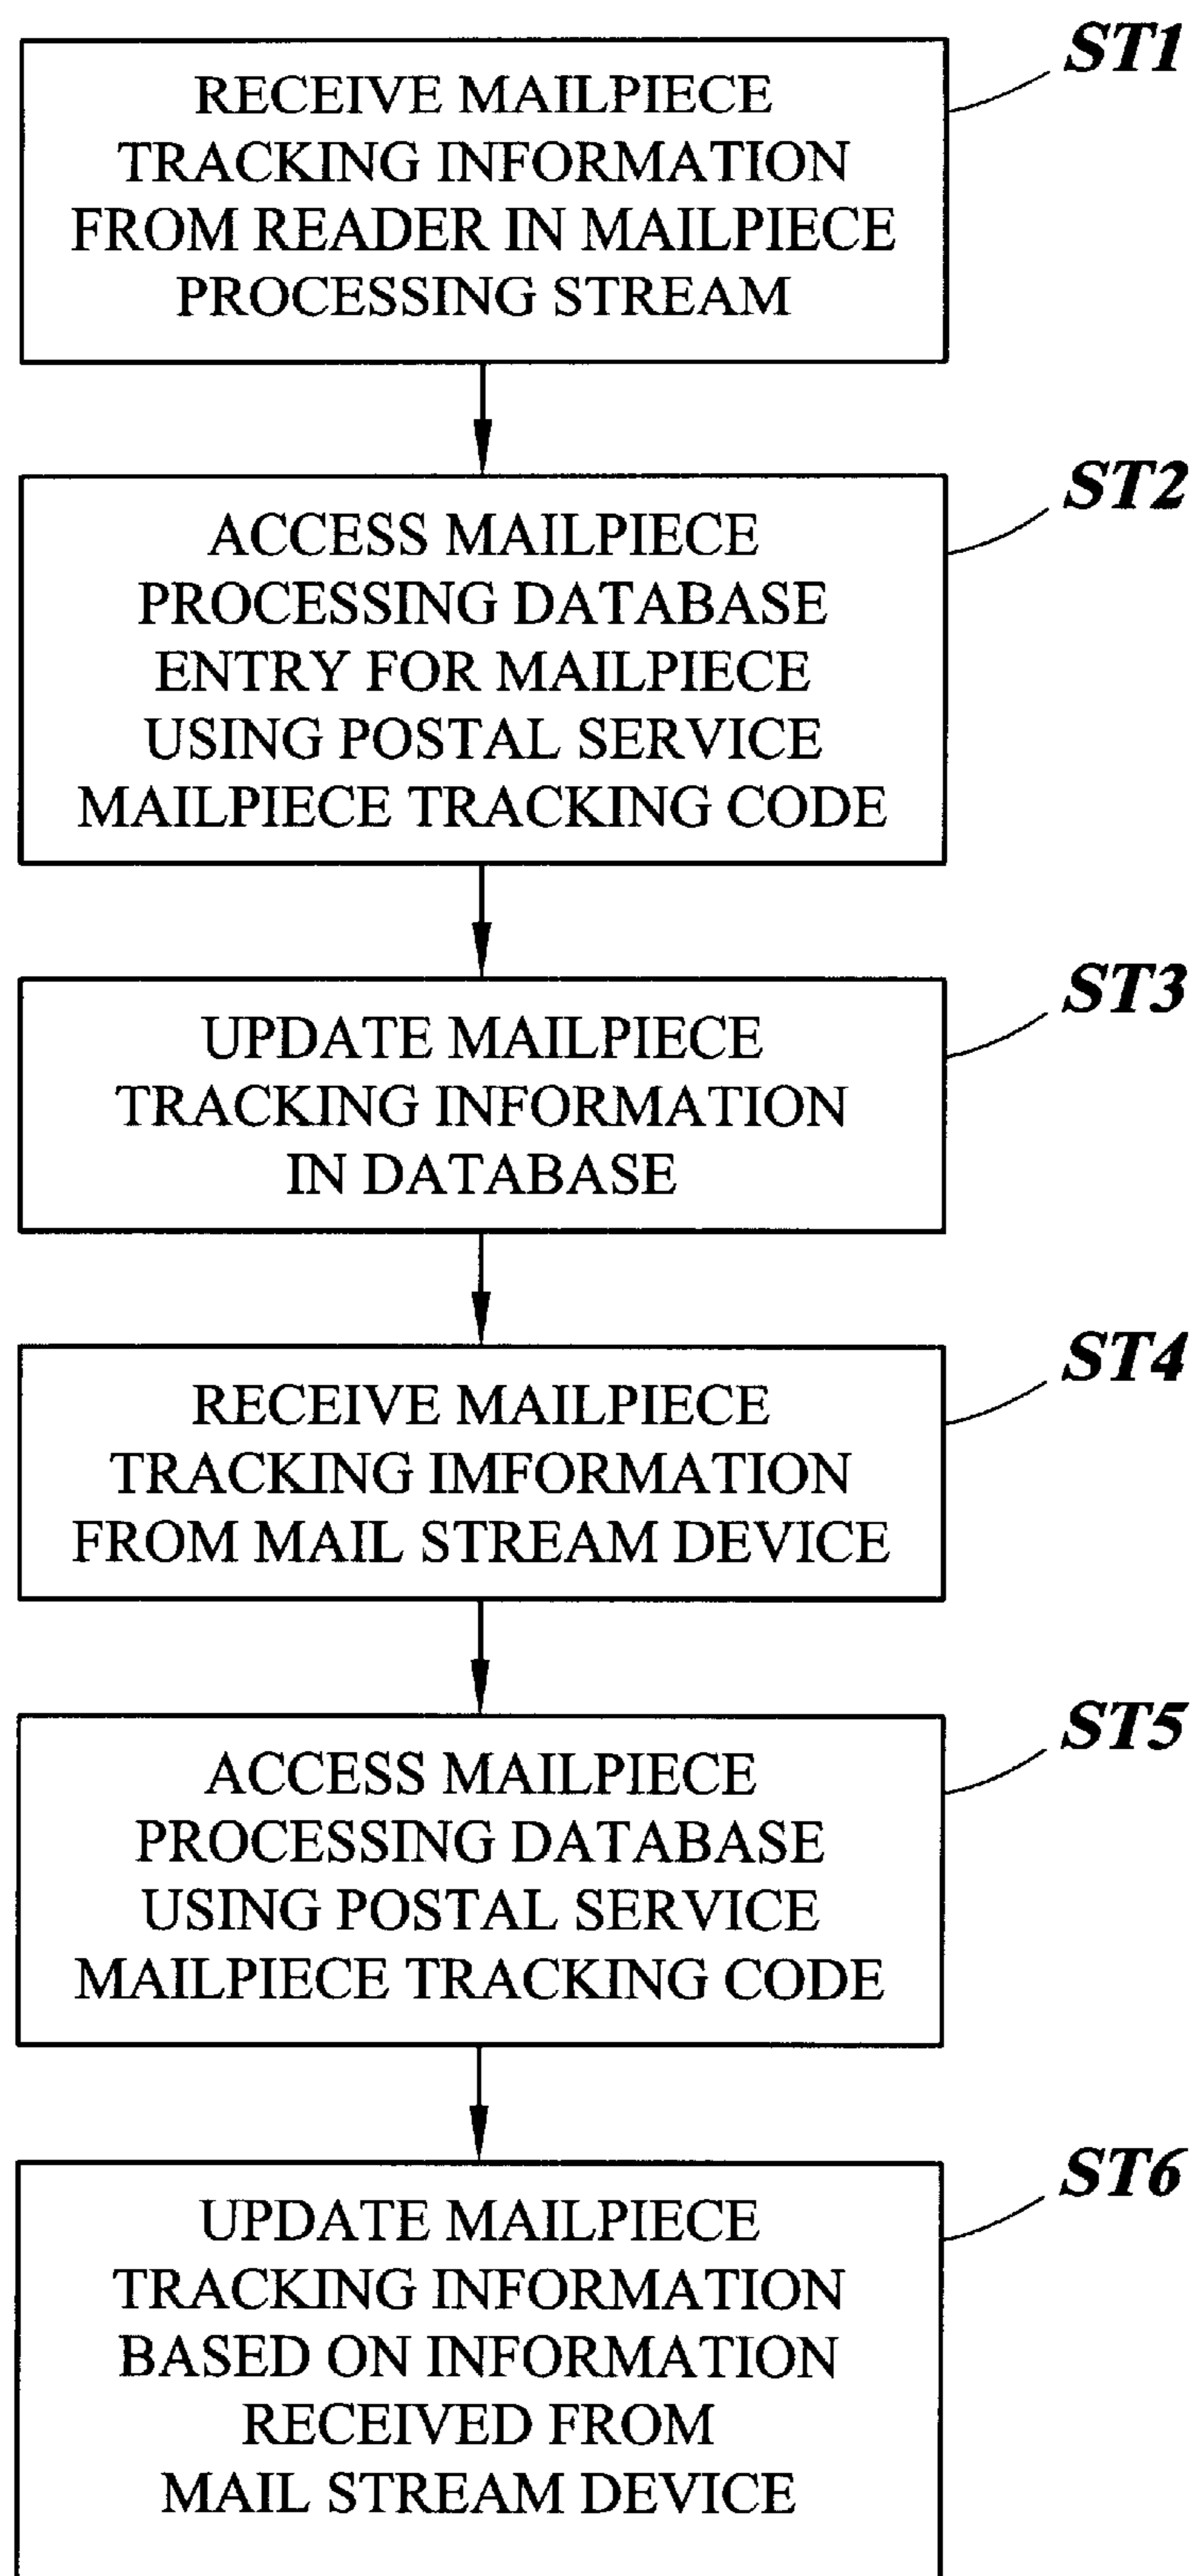 ST1
RECEIVE MAILPIECE
TRACKING INFORMATION
FROM READER IN MAILPIECE
PROCESSING STREAM
ST2
ACCESS MAILPIECE
PROCESSING DATABASE
ENTRY FOR MAILPIECE
USING POSTAL SERVICE
MAILPIECE TRACKING CODE
ST3
UPDATE MAILPIECE
TRACKING INFORMATION
IN DATABASE
ST4
RECEIVE MAILPIECE
TRACKING IMFORMATION
FROM MAIL STREAM DEVICE
ST5
ACCESS MAILPIECE
PROCESSING DATABASE
USING POSTAL SERVICE
MAILPIECE TRACKING CODE
ST6
UPDATE MAILPIECE
TRACKING INFORMATION
BASED ON INFORMATION
RECEIVED FROM
MAIL STREAM DEVICE